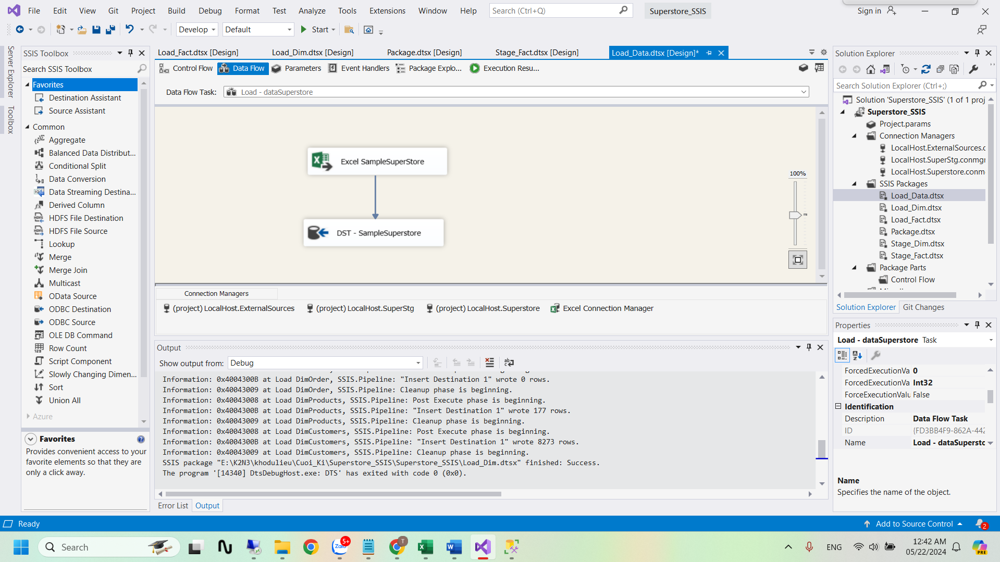 File Edit View Git Project Build Debug Format Test Analyze Tools Extensions Window Help Search (Ctrl+Q) Superstore_SSIS Sign in
Develop Default Start
Server Explorer
Toolbox
SSIS Toolbox
Search SSIS Toolbox
Favorites
Destination Assistant
Source Assistant
Common
Aggregate
Balanced Data Distribut...
Conditional Split
Data Conversion
Data Streaming Destina...
Derived Column
HDFS File Destination
HDFS File Source
Lookup
Merge
Merge Join
Multicast
OData Source
ODBC Destination
ODBC Source
OLE DB Command
Row Count
Script Component
Slowly Changing Dimen...
Sort
Union All
Azure
Favorites
Provides convenient access to your
favorite elements so that they are
only a click away.
Load_Fact.dtsx [Design] Load_Dim.dtsx [Design] Package.dtsx [Design] Stage_Fact.dtsx [Design] Load_Data.dtsx [Design]*
Control Flow Data Flow Parameters Event Handlers Package Explo... Execution Resu...
Data Flow Task: Load - dataSuperstore
Excel SampleSuperStore
DST - SampleSuperstore
100%
Connection Managers
(project) LocalHost.ExternalSources (project) LocalHost.SuperStg (project) LocalHost.Superstore Excel Connection Manager
Output
Show output from: Debug
Information: 0x4004300B at Load DimOrder, SSIS.Pipeline: "Insert Destination 1" wrote 0 rows.
Information: 0x40043009 at Load DimOrder, SSIS.Pipeline: Cleanup phase is beginning.
Information: 0x40043008 at Load DimProducts, SSIS.Pipeline: Post Execute phase is beginning.
Information: 0x4004300B at Load DimProducts, SSIS.Pipeline: "Insert Destination 1" wrote 177 rows.
Information: 0x40043009 at Load DimProducts, SSIS.Pipeline: Cleanup phase is beginning.
Information: 0x40043008 at Load DimCustomers, SSIS.Pipeline: Post Execute phase is beginning.
Information: 0x4004300B at Load DimCustomers, SSIS.Pipeline: "Insert Destination 1" wrote 8273 rows.
Information: 0x40043009 at Load DimCustomers, SSIS.Pipeline: Cleanup phase is beginning.
SSIS package "E:\K2N3\khodulieu\Cuoi_Ki\Superstore_SSIS\Superstore_SSIS\Load_Dim.dtsx" finished: Success.
The program '[14340] DtsDebugHost.exe: DTS' has exited with code 0 (0x0).
Error List Output
Solution Explorer
Search Solution Explorer (Ctrl+;)
Solution 'Superstore_SSIS' (1 of 1 proj
Superstore_SSIS
Project.params
Connection Managers
LocalHost.ExternalSources.c
LocalHost.SuperStg.conmgr
LocalHost.Superstore.conm
SSIS Packages
Load_Data.dtsx
Load_Dim.dtsx
Load_Fact.dtsx
Package.dtsx
Stage_Dim.dtsx
Stage_Fact.dtsx
Package Parts
Control Flow
Solution Explorer Git Changes
Properties
Load - dataSuperstore Task
ForcedExecutionVa 0
ForcedExecutionVa Int32
ForceExecutionValu False
Identification
Description Data Flow Task
ID {FD3BB4F9-862A-442
Name Load - dataSupersto
Name
Specifies the name of the object.
Ready Add to Source Control 2
Search Zalo 5+ T ENG 12:42 AM
05/22/2024 PRE